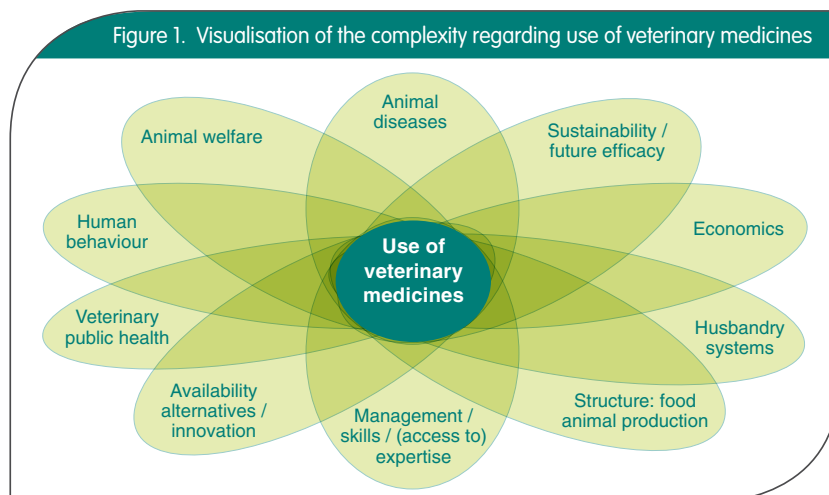 Figure 1. Visualisation of the complexity regarding use of veterinary medicines
Animal
diseases
Sustainability /
future efficacy
Economics
Husbandry
systems
Structure: food
animal production
Management /
skills / (access to)
expertise
Availability
alternatives /
innovation
Veterinary
public health
Human
behaviour
Animal welfare
Use of
veterinary
medicines